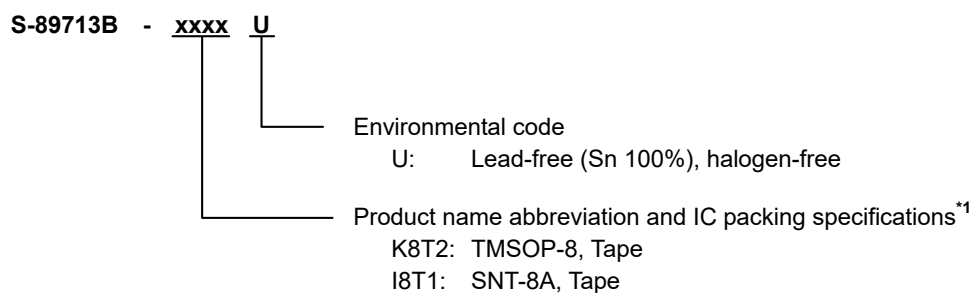 S-89713B - xxxx U
Environmental code
U: Lead-free (Sn 100%), halogen-free
Product name abbreviation and IC packing specifications*1
K8T2: TMSOP-8, Tape
I8T1: SNT-8A, Tape